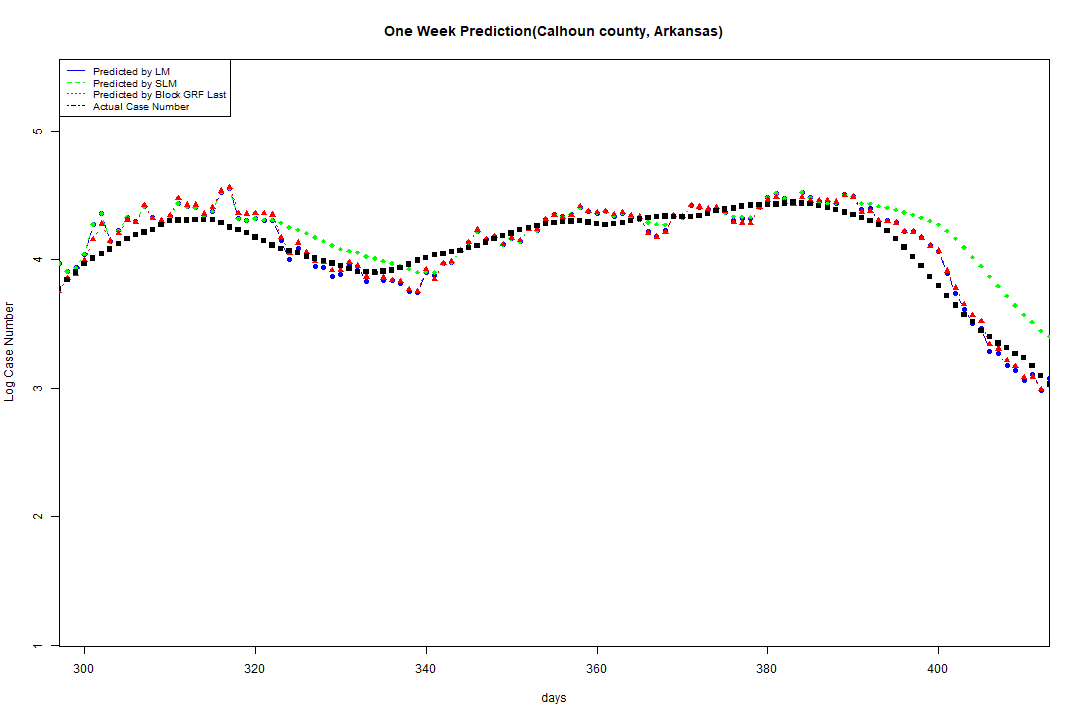 One Week Prediction(Calhoun county, Arkansas)
Predicted by LM
Predicted by SLM
Predicted by Block GRF Last
Actual Case Number
5
4
3
2
1
Log Case Number
300 320 340 360 380 400
days